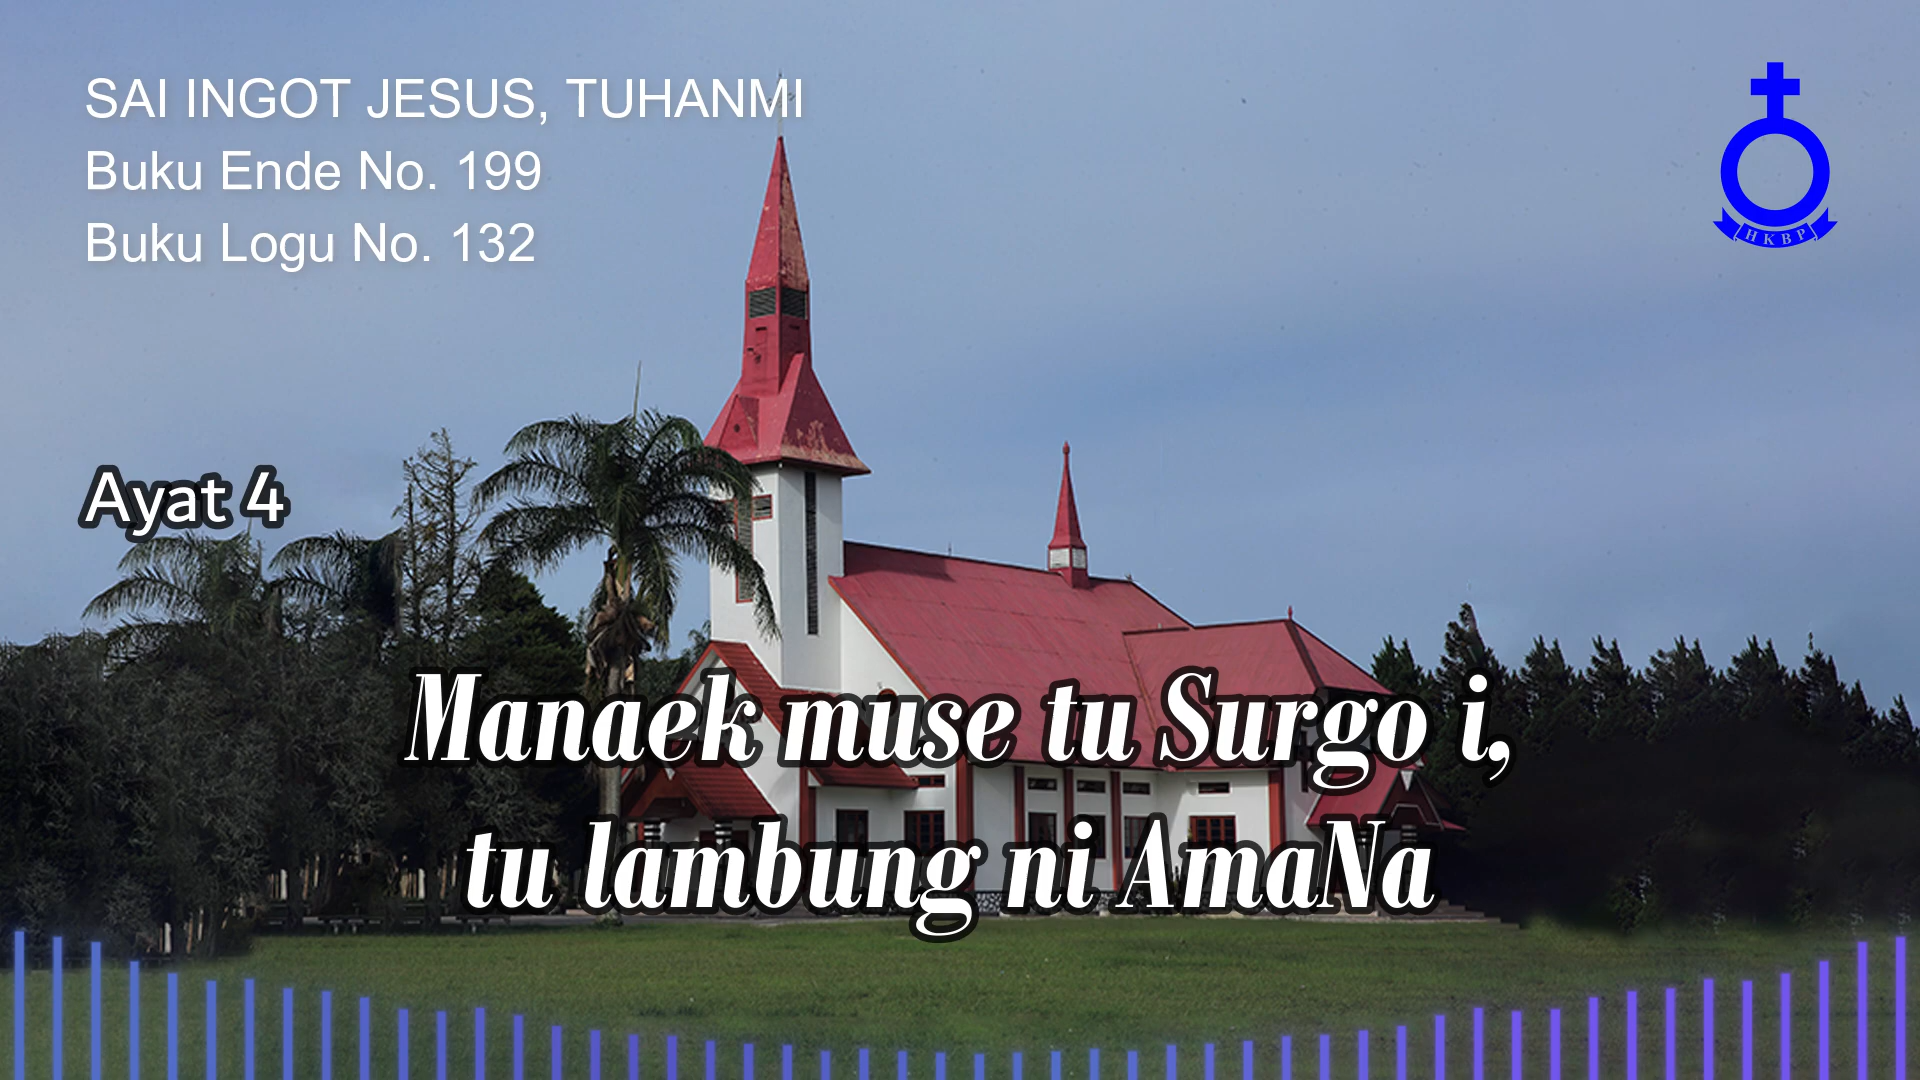 SAI INGOT JESUS, TUHANMI
Buku Ende No. 199
Buku Logu No. 132
HKBP
Ayat 4
Manaek muse tu Surgo i,
tu lambung ni AmaNa